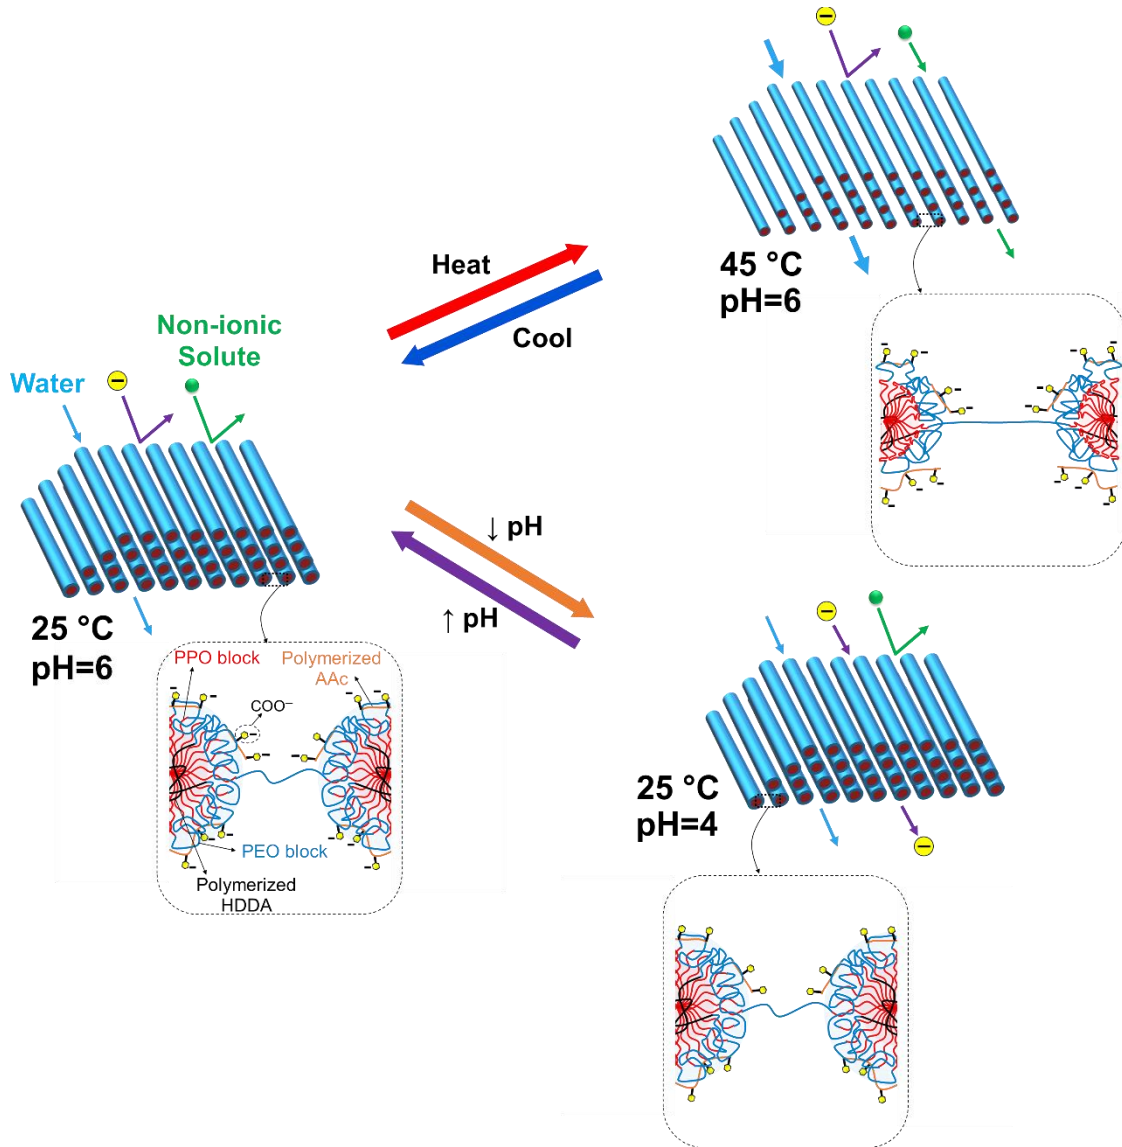 Heat
Cool
45 °C
pH=6
Non-ionic
Solute
Water
↓ pH
↑ pH
25 °C
pH=6
PPO block
Polymerized
AAc
COO⁻
PEO block
Polymerized
HDDA
25 °C
pH=4